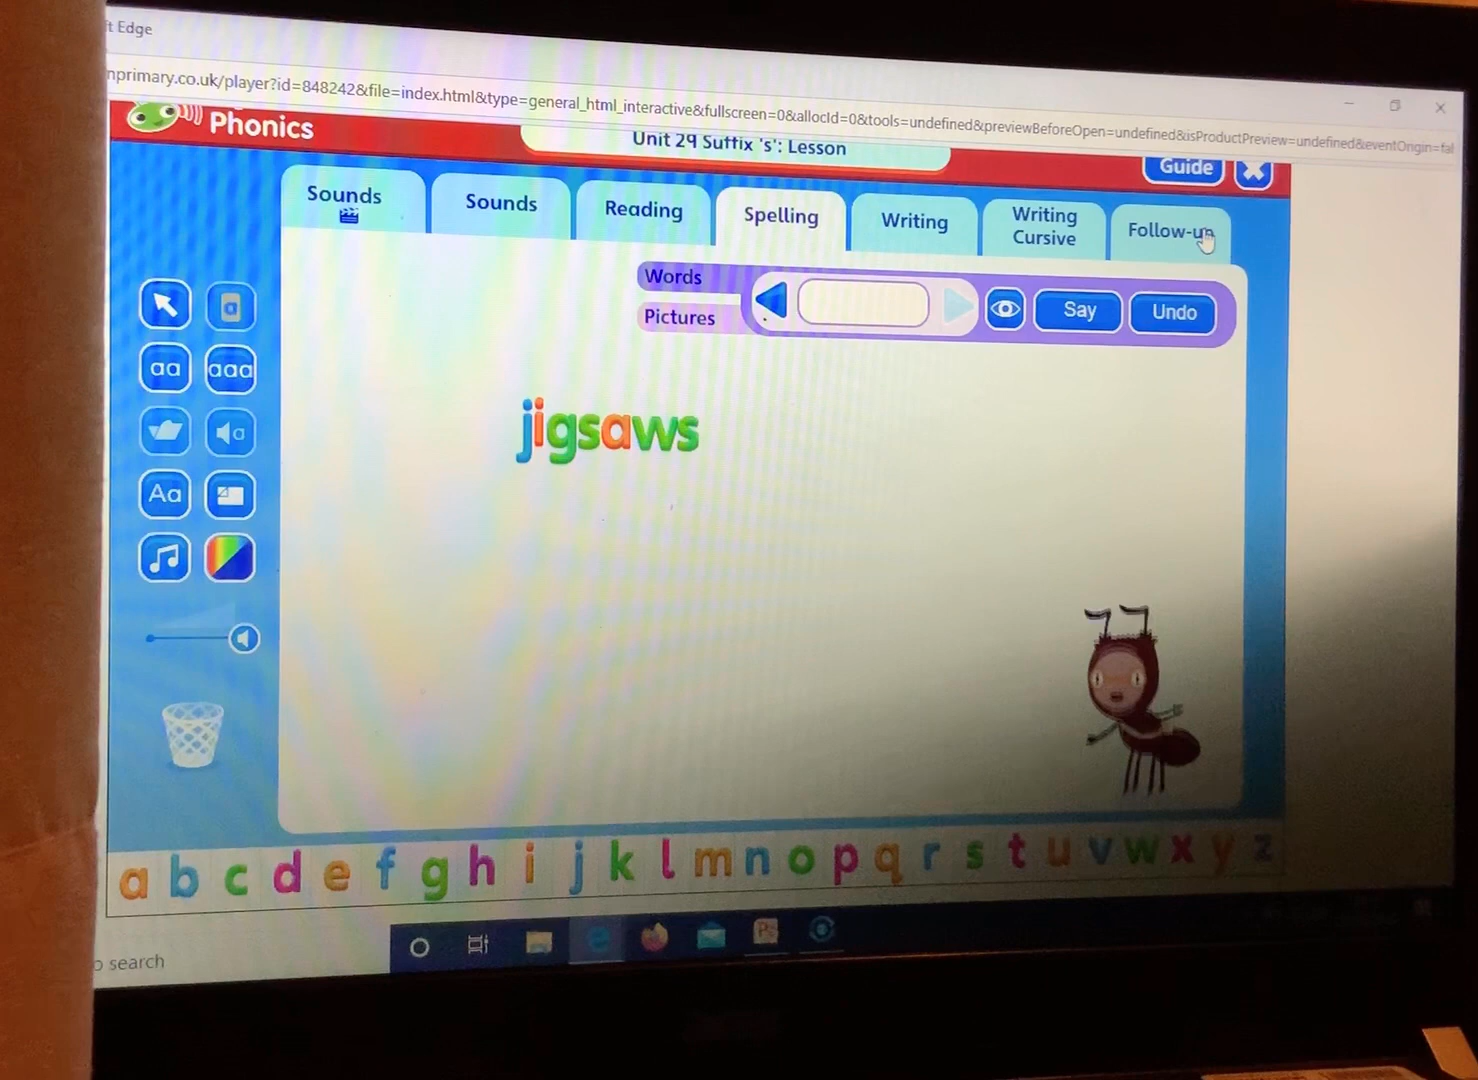 t Edge
nprimary.co.uk/player?id=848242&file=index.html&type=general_html_interactive&fullscreen=0&allocId=0&tools=undefined&previewBeforeOpen=undefined&isProductPreview=undefined&eventOrigin=fal
Phonics
Unit 29 Suffix 's': Lesson
Guide
Sounds
Sounds
Reading
Spelling
Writing
Writing
Cursive
Follow-up
Words
Pictures
Say
Undo
a
aa
aaa
a
Aa
jigsaws
a b c d e f g h i j k l m n o p q r s t u v w x y z
o search